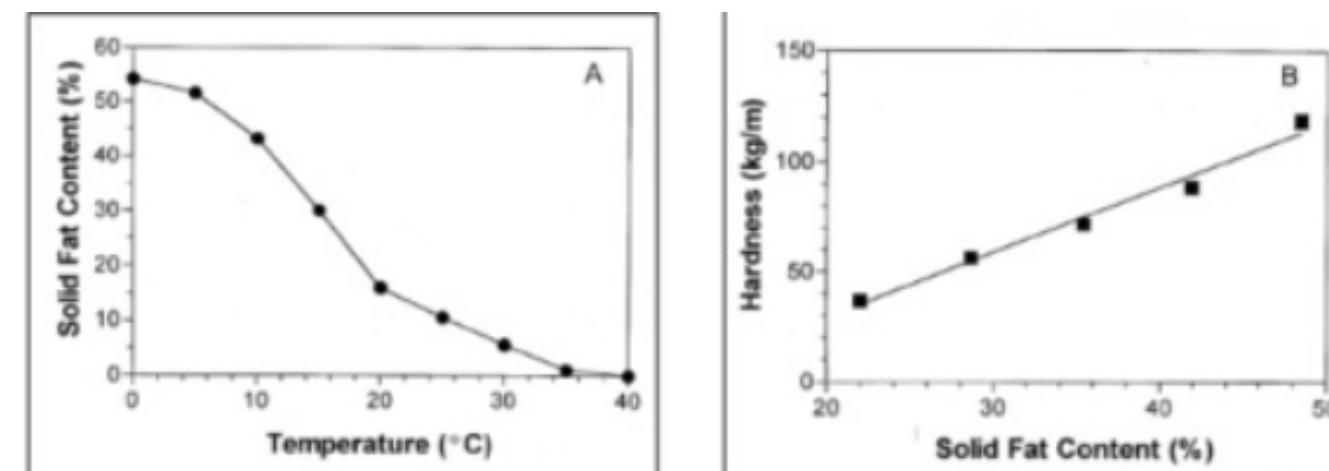 A
Solid Fat Content (%)
60
50
40
30
20
10
0
0 10 20 30 40
Temperature (°C)
B
Hardness (kg/m)
150
100
50
0
20 30 40 50
Solid Fat Content (%)